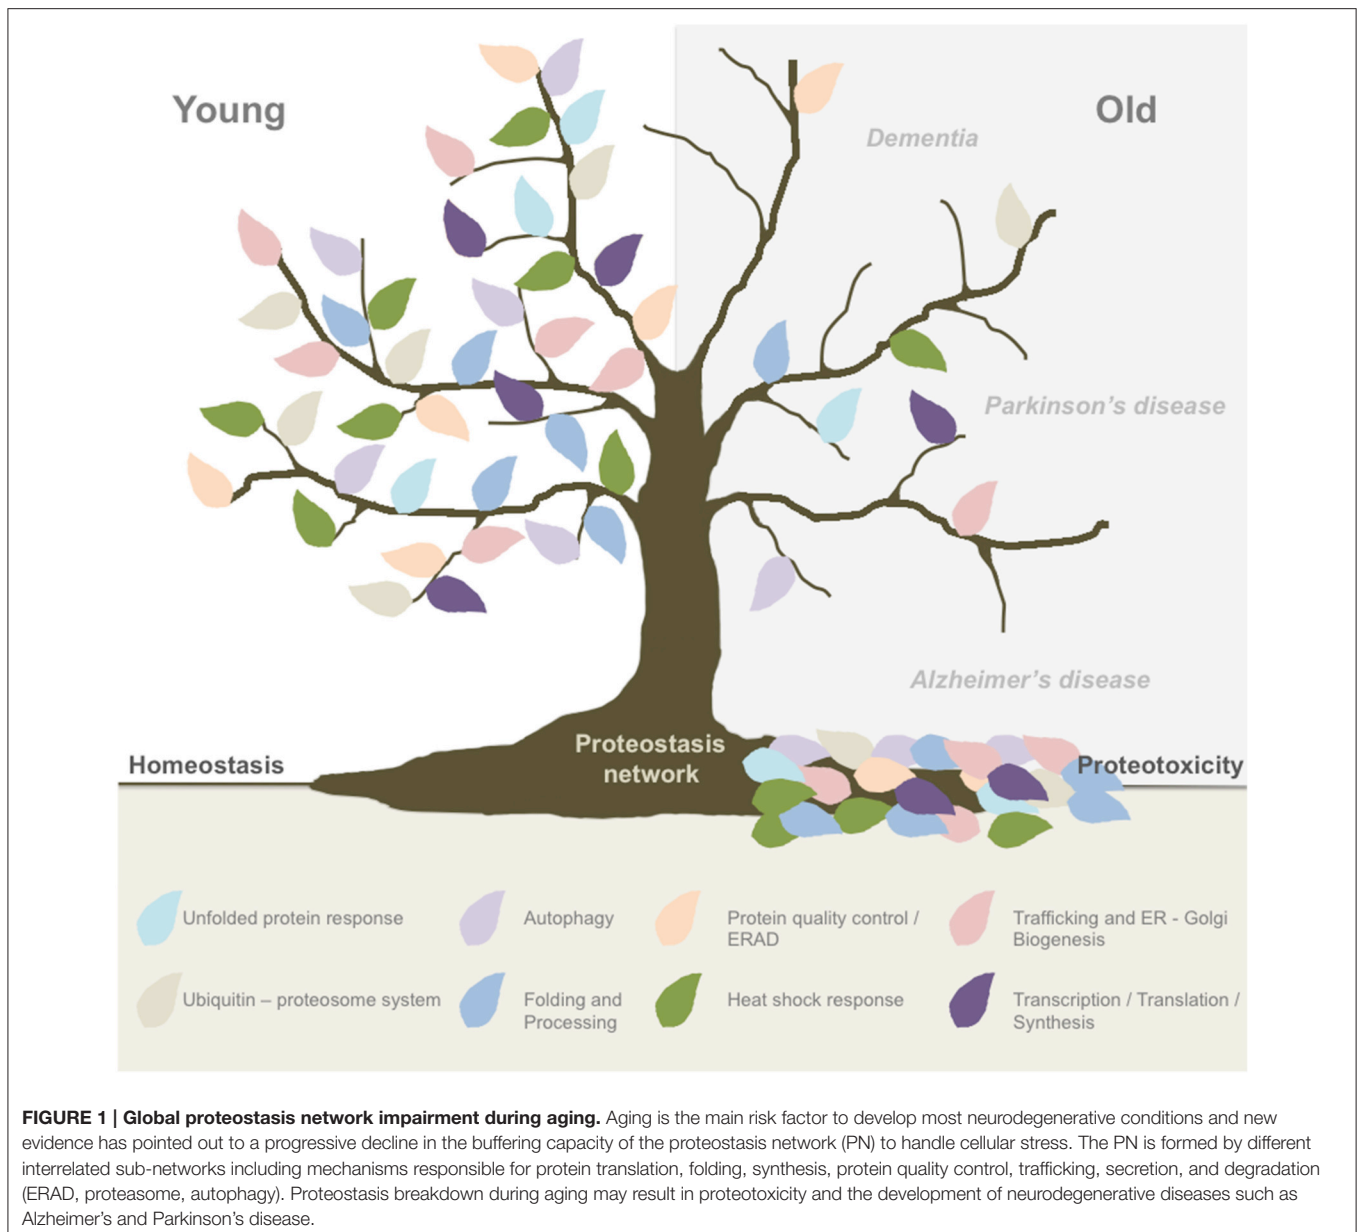 Young
Old
Dementia
Parkinson's disease
Alzheimer's disease
Homeostasis
Proteostasis
network
Proteotoxicity
Unfolded protein response
Autophagy
Protein quality control /
ERAD
Trafficking and ER - Golgi
Biogenesis
Ubiquitin – proteosome system
Folding and
Processing
Heat shock response
Transcription / Translation /
Synthesis
FIGURE 1 | Global proteostasis network impairment during aging. Aging is the main risk factor to develop most neurodegenerative conditions and new
evidence has pointed out to a progressive decline in the buffering capacity of the proteostasis network (PN) to handle cellular stress. The PN is formed by different
interrelated sub-networks including mechanisms responsible for protein translation, folding, synthesis, protein quality control, trafficking, secretion, and degradation
(ERAD, proteasome, autophagy). Proteostasis breakdown during aging may result in proteotoxicity and the development of neurodegenerative diseases such as
Alzheimer's and Parkinson's disease.